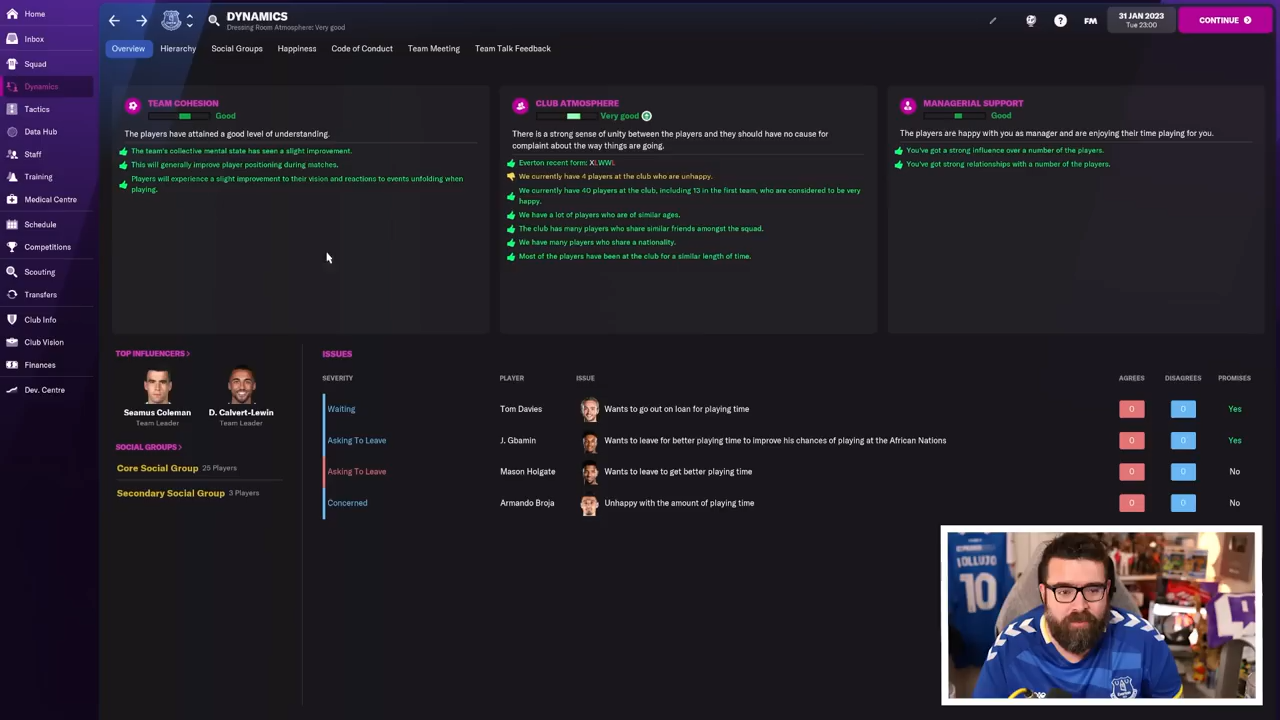 Home
Inbox
Squad
Dynamics
Tactics
Data Hub
Staff
Training
Medical Centre
Schedule
Competitions
Scouting
Transfers
Club Info
Club Vision
Finances
Dev. Centre
DYNAMICS
Dressing Room Atmosphere: Very good
FM
31 JAN 2023
Tue 23:00
CONTINUE
Overview
Hierarchy
Social Groups
Happiness
Code of Conduct
Team Meeting
Team Talk Feedback
TEAM COHESION
Good
The players have attained a good level of understanding.
The team's collective mental state has seen a slight improvement.
This will generally improve player positioning during matches.
Players will experience a slight improvement to their vision and reactions to events unfolding when
playing.
CLUB ATMOSPHERE
Very good
There is a strong sense of unity between the players and they should have no cause for
complaint about the way things are going.
Everton recent form: XLWWL
We currently have 4 players at the club who are unhappy.
We currently have 40 players at the club, including 13 in the first team, who are considered to be very
happy.
We have a lot of players who are of similar ages.
The club has many players who share similar friends amongst the squad.
We have many players who share a nationality.
Most of the players have been at the club for a similar length of time.
MANAGERIAL SUPPORT
Good
The players are happy with you as manager and are enjoying their time playing for you.
You've got a strong influence over a number of the players.
You've got strong relationships with a number of the players.
TOP INFLUENCERS >
Seamus Coleman
Team Leader
D. Calvert-Lewin
Team Leader
SOCIAL GROUPS >
Core Social Group 25 Players
Secondary Social Group 3 Players
ISSUES
SEVERITY PLAYER ISSUE AGREES DISAGREES PROMISES
Waiting Tom Davies Wants to go out on loan for playing time 0 0 Yes
Asking To Leave J. Gbamin Wants to leave for better playing time to improve his chances of playing at the African Nations 0 0 Yes
Asking To Leave Mason Holgate Wants to leave to get better playing time 0 0 No
Concerned Armando Broja Unhappy with the amount of playing time 0 0 No
10